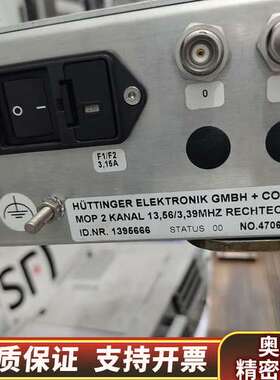 I O
F1/F2
3,15A
0
HÜTTINGER ELEKTRONIK GMBH + CO
MOP 2 KANAL 13,56/3,39MHZ RECHTEC
ID.NR. 1395666 STATUS 00 NO.4706
质保证 支持开票
奥
精密